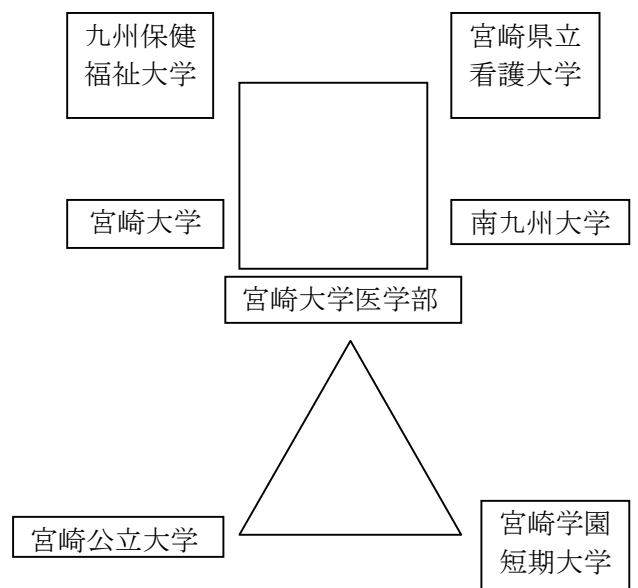 九州保健
福祉大学
宮崎県立
看護大学
宮崎大学
南九州大学
宮崎大学医学部
宮崎公立大学
宮崎学園
短期大学